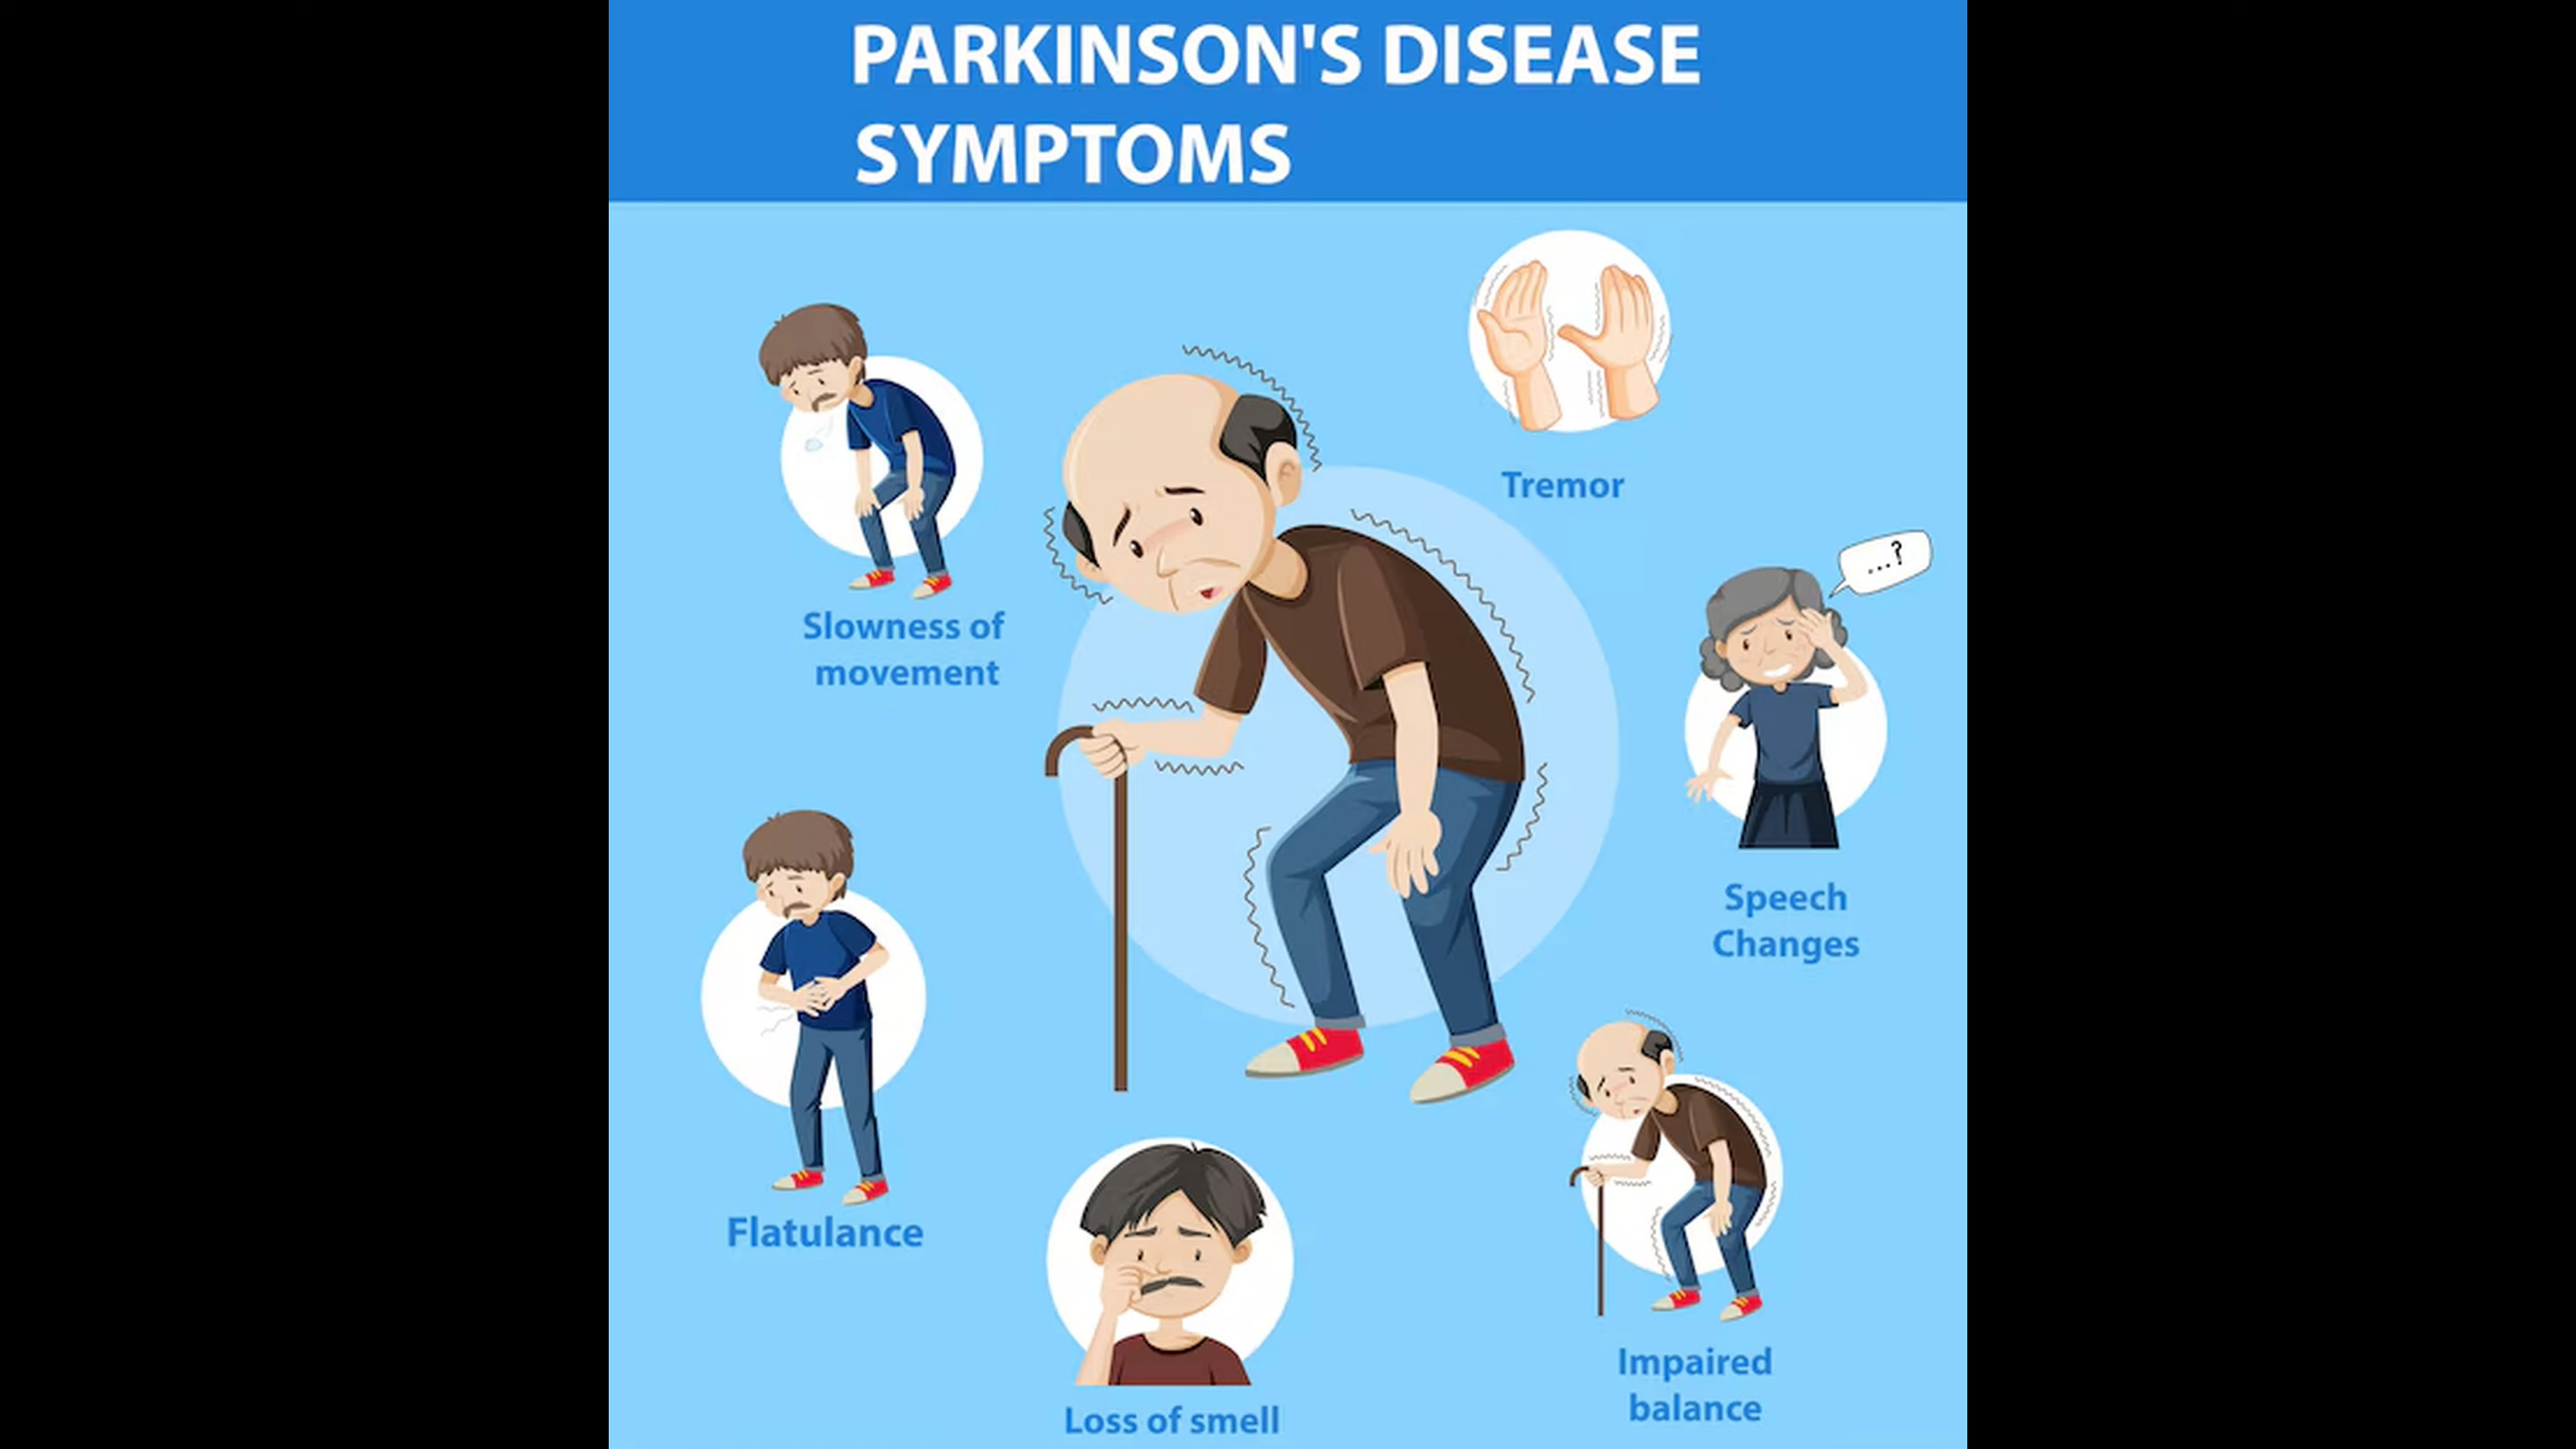 PARKINSON'S DISEASE
SYMPTOMS
Tremor
...?
Slowness of
movement
Speech
Changes
Flatulance
Impaired
balance
Loss of smell